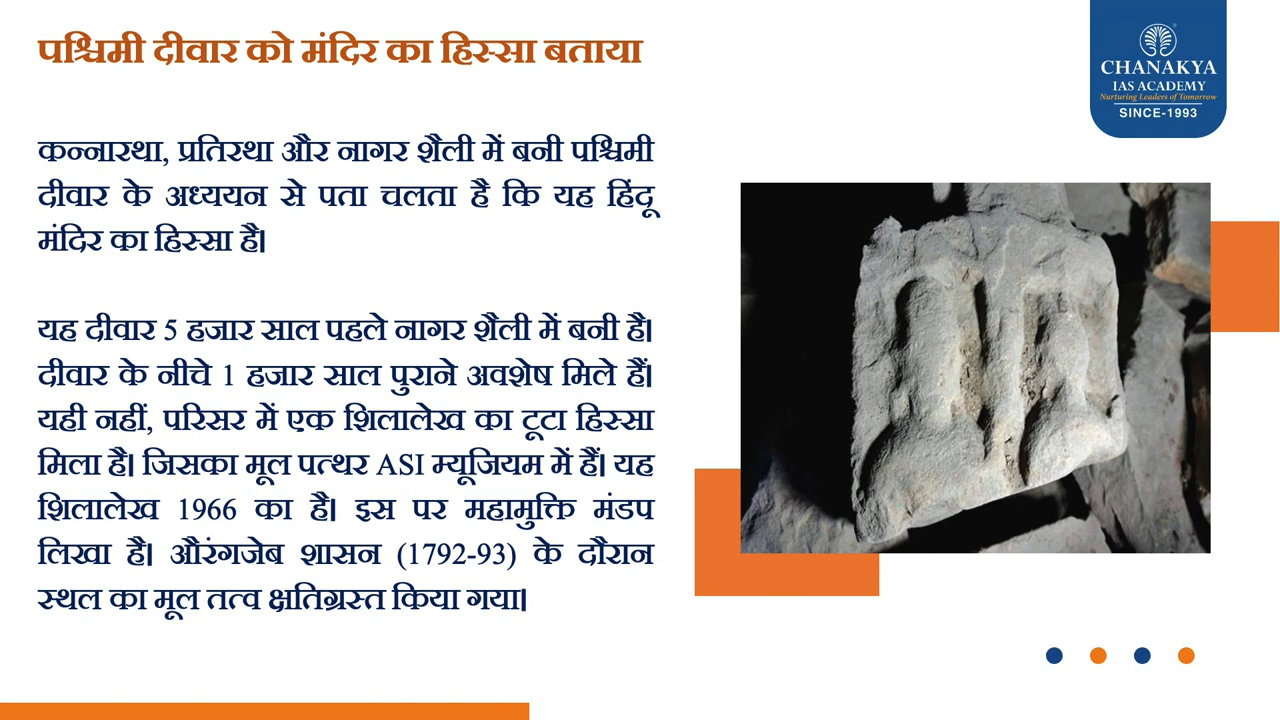 पश्चिमी दीवार को मंदिर का हिस्सा बताया
CHANAKYA
IAS ACADEMY
Nurturing Leaders of Tomorrow
SINCE-1993
कन्नारथा, प्रतिरथा और नागर शैली में बनी पश्चिमी
दीवार के अध्ययन से पता चलता है कि यह हिंदू
मंदिर का हिस्सा है।
यह दीवार 5 हजार साल पहले नागर शैली में बनी है।
दीवार के नीचे 1 हजार साल पुराने अवशेष मिले हैं।
यही नहीं, परिसर में एक शिलालेख का टूटा हिस्सा
मिला है। जिसका मूल पत्थर ASI म्यूजियम में हैं। यह
शिलालेख 1966 का है। इस पर महामुक्ति मंडप
लिखा है। औरंगजेब शासन (1792-93) के दौरान
स्थल का मूल तत्व क्षतिग्रस्त किया गया।